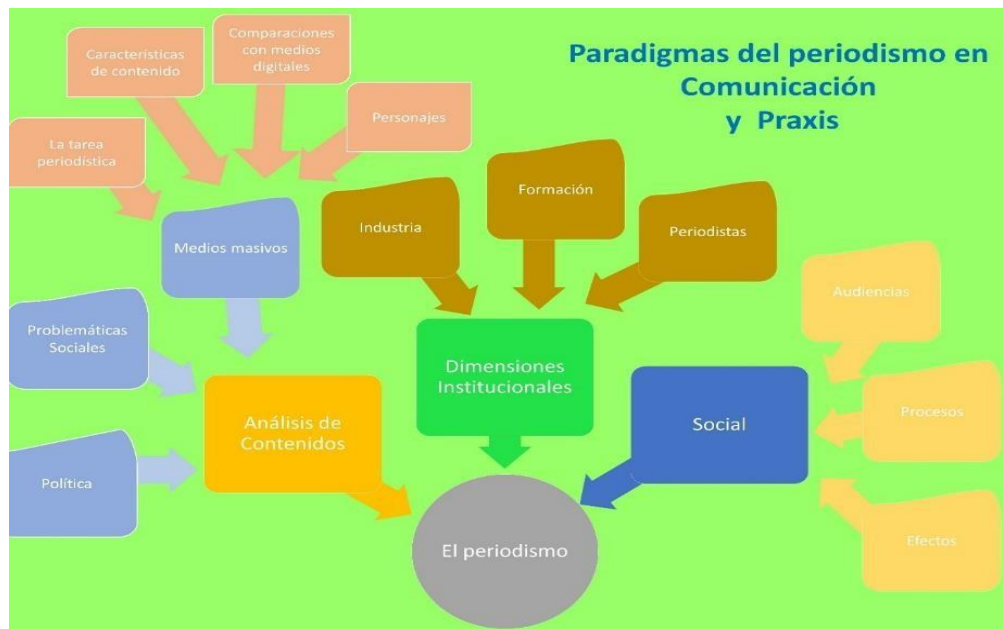 Paradigmas del periodismo en
Comunicación
y Praxis
Características
de contenido
Comparaciones
con medios
digitales
Personajes
La tarea
periodística
Medios masivos
Industria
Formación
Periodistas
Problemáticas
Sociales
Política
Análisis de
Contenidos
Dimensiones
Institucionales
Social
Audiencias
Procesos
Efectos
El periodismo